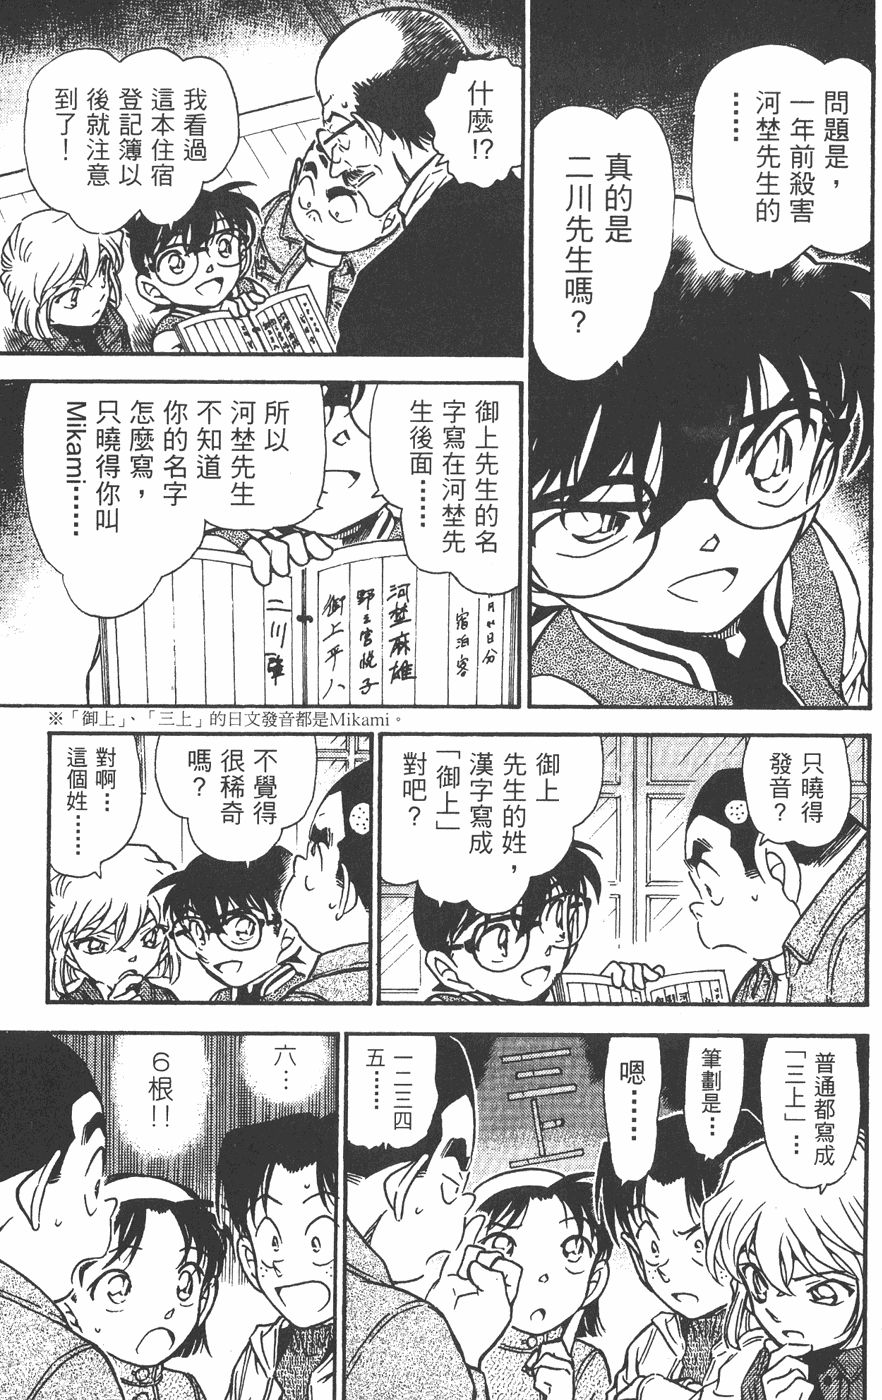 問題是，
一年前殺害
河埜先生的
……
真的是
二川先生嗎？
什麼!?
我看過
這本住宿
登記簿以
後就注意
到了！
御上先生的名
字寫在河埜先
生後面……
所以
河埜先生
不知道
你的名字
怎麼寫，
只曉得你叫
Mikami……
宿泊客
河埜麻雄
野々宮悅子
御上平八
二川肇
※「御上」、「三上」的日文發音都是Mikami。
只曉得
發音？
御上
先生的姓，
漢字寫成
「御上」
對吧？
不覺得
很稀奇
嗎？
對啊…
這個姓……
普通都寫成
「三上」…
筆劃是…
嗯……
三上
一二三四
五……
六…
6根!!